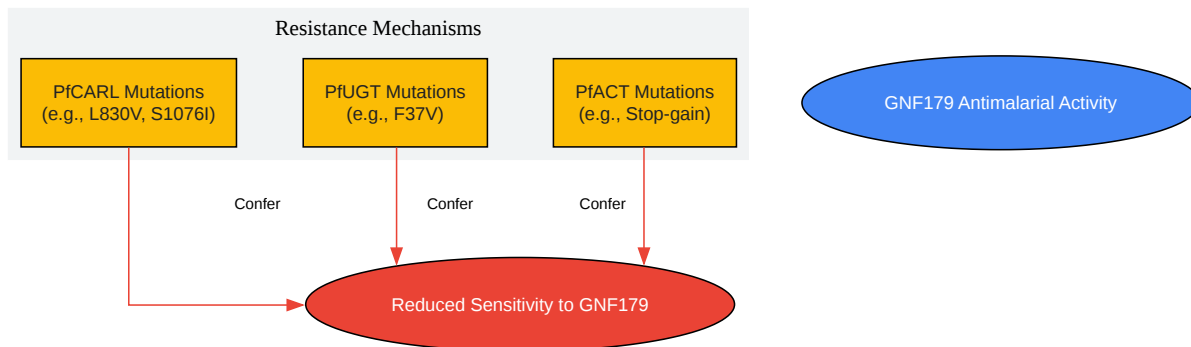 Resistance Mechanisms
PfCARL Mutations
(e.g., L830V, S1076I)
PfUGT Mutations
(e.g., F37V)
PfACT Mutations
(e.g., Stop-gain)
GNF179 Antimalarial Activity
Confer
Confer
Confer
Reduced Sensitivity to GNF179